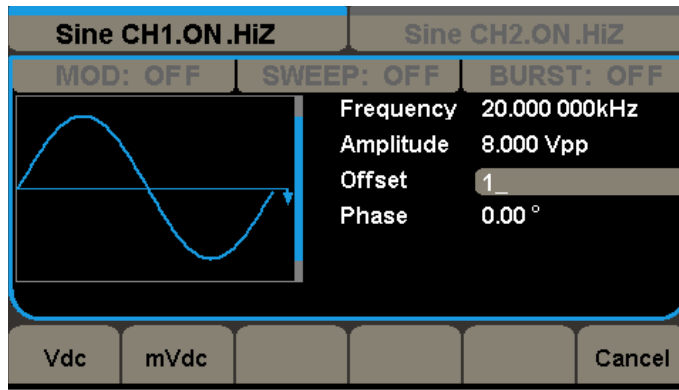 Sine CH1.ON.HiZ Sine CH2.ON.HiZ
MOD: OFF SWEEP: OFF BURST: OFF
Frequency 20.000 000kHz
Amplitude 8.000 Vpp
Offset 1_
Phase 0.00 °
Vdc mVdc Cancel